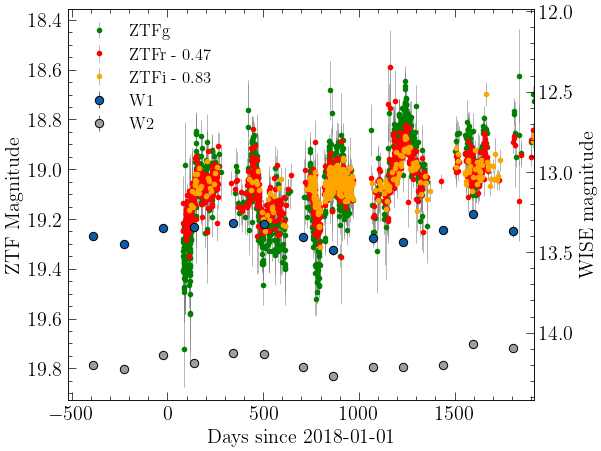 18.4
18.6
18.8
19.0
19.2
19.4
19.6
19.8
ZTF Magnitude
ZTFg
ZTFr - 0.47
ZTFi - 0.83
W1
W2
12.0
12.5
13.0
13.5
14.0
WISE magnitude
−500
0
500
1000
1500
Days since 2018-01-01